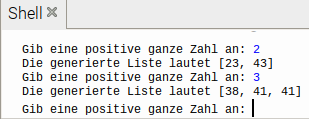 Shell ×
Gib eine positive ganze Zahl an: 2
Die generierte Liste lautet [23, 43]
Gib eine positive ganze Zahl an: 3
Die generierte Liste lautet [38, 41, 41]
Gib eine positive ganze Zahl an: